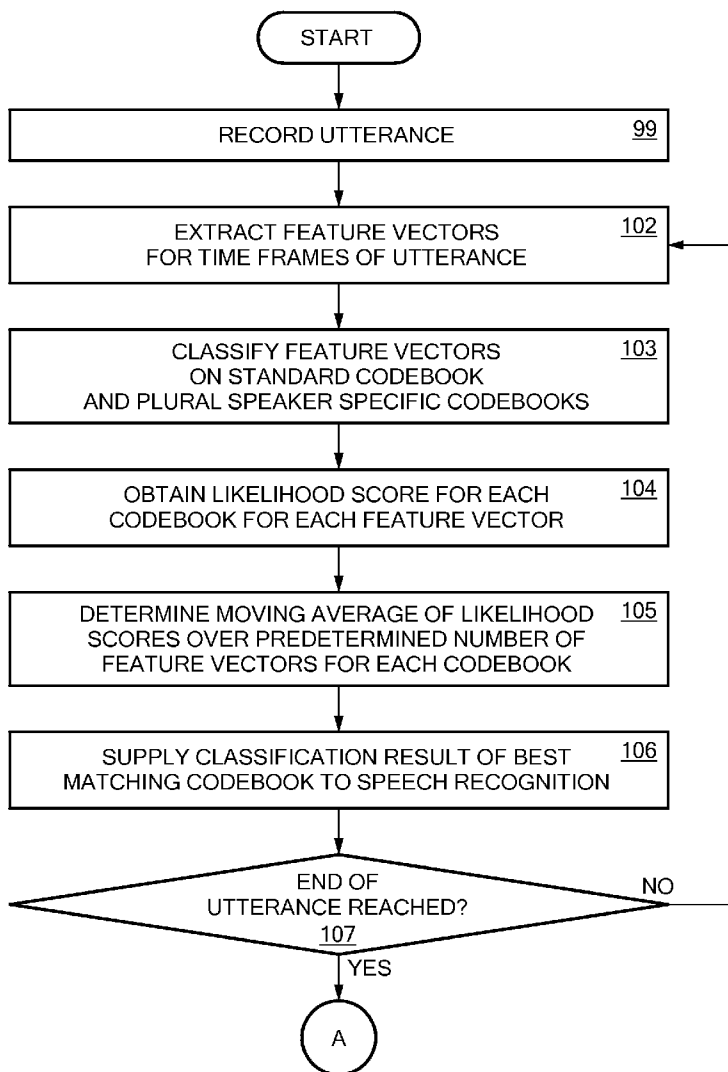 START
RECORD UTTERANCE 99
EXTRACT FEATURE VECTORS 102
FOR TIME FRAMES OF UTTERANCE
CLASSIFY FEATURE VECTORS 103
ON STANDARD CODEBOOK
AND PLURAL SPEAKER SPECIFIC CODEBOOKS
OBTAIN LIKELIHOOD SCORE FOR EACH 104
CODEBOOK FOR EACH FEATURE VECTOR
DETERMINE MOVING AVERAGE OF LIKELIHOOD 105
SCORES OVER PREDETERMINED NUMBER OF
FEATURE VECTORS FOR EACH CODEBOOK
SUPPLY CLASSIFICATION RESULT OF BEST 106
MATCHING CODEBOOK TO SPEECH RECOGNITION
END OF
UTTERANCE REACHED?
107
NO
YES
A